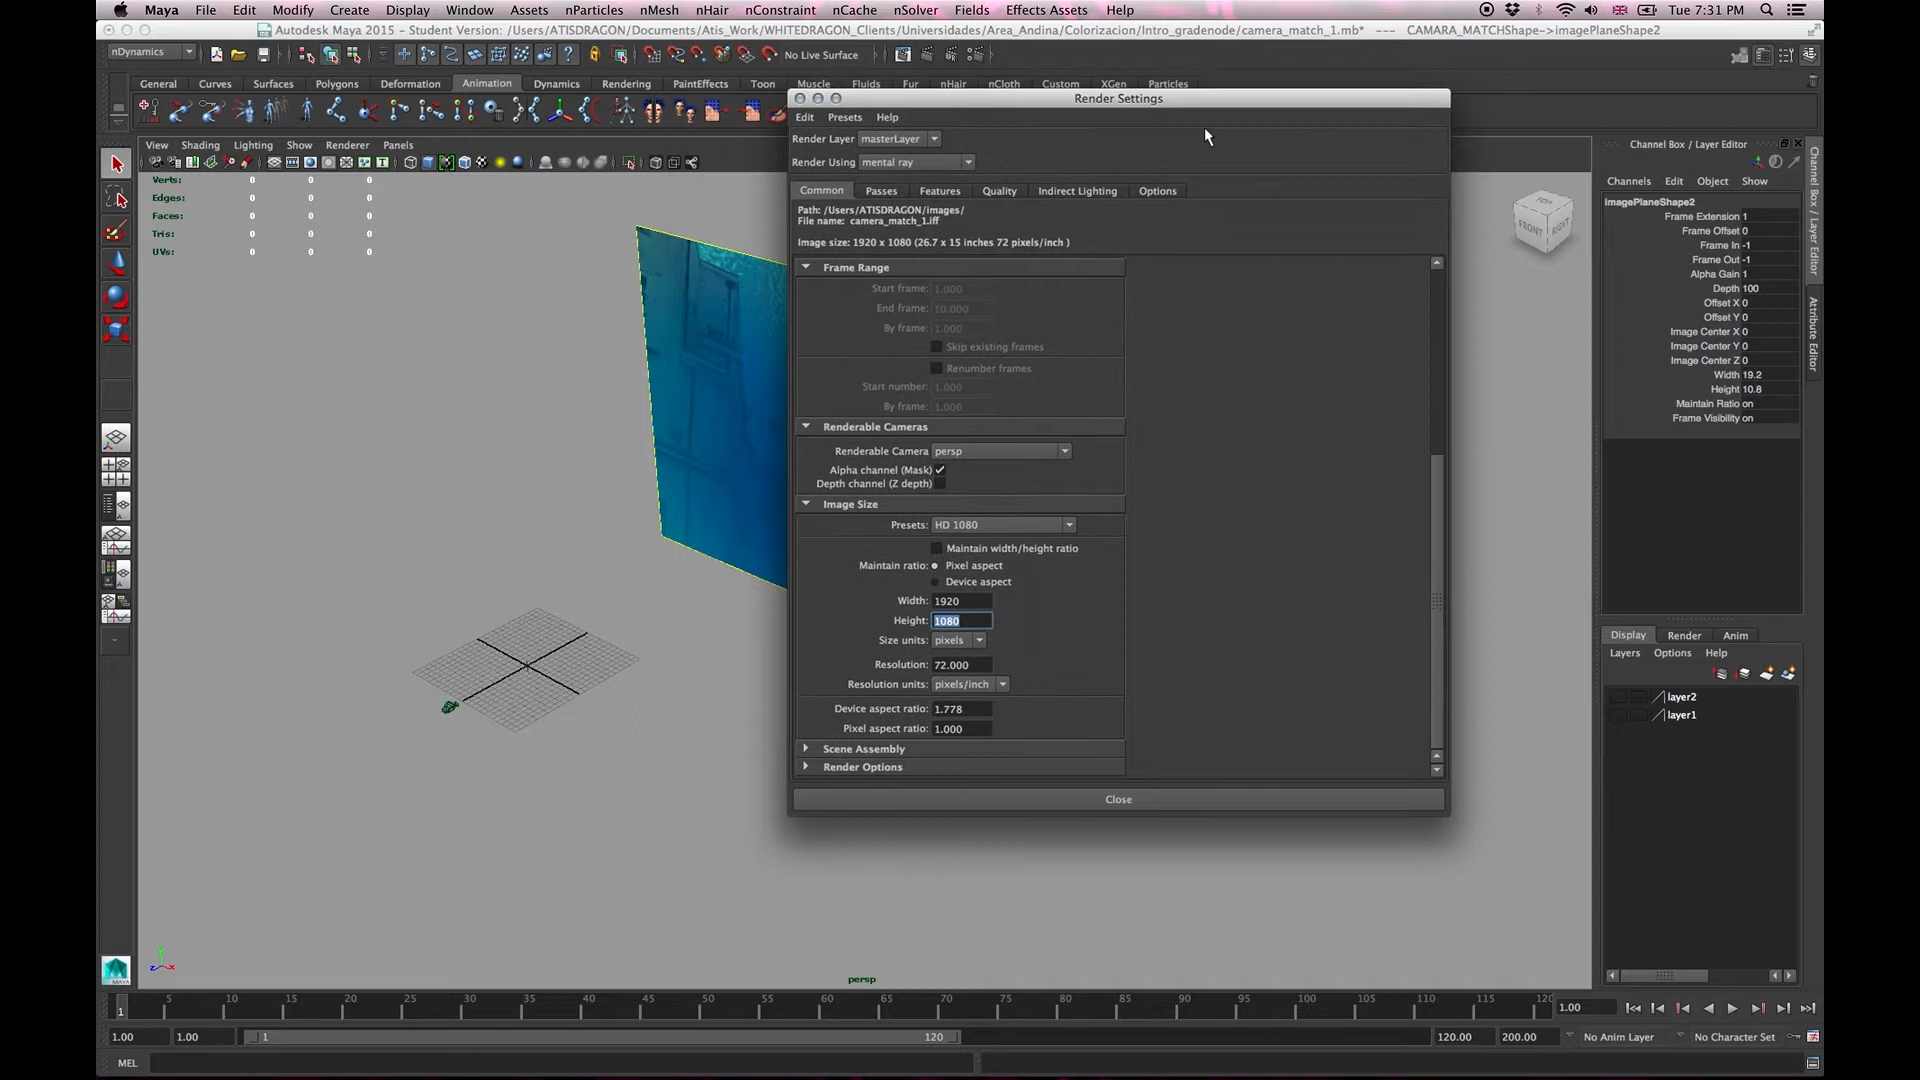 Maya File Edit Modify Create Display Window Assets nParticles nMesh nHair nConstraint nCache nSolver Fields Effects Assets Help Tue 7:31 PM
Autodesk Maya 2015 - Student Version: /Users/ATISDRAGON/Documents/Atis_Work/WHITEDRAGON_Clients/Universidades/Area_Andina/Colorizacion/Intro_gradenode/camera_match_1.mb* --- CAMARA_MATCHShape->imagePlaneShape2
nDynamics No Live Surface
General Curves Surfaces Polygons Deformation Animation Dynamics Rendering PaintEffects Toon Muscle Fluids Fur nHair nCloth Custom XGen Particles
View Shading Lighting Show Renderer Panels
Verts: 0 0 0
Edges: 0 0 0
Faces: 0 0 0
Tris: 0 0 0
UVs: 0 0 0
Render Settings
Edit Presets Help
Render Layer masterLayer
Render Using mental ray
Common Passes Features Quality Indirect Lighting Options
Path: /Users/ATISDRAGON/images/
File name: camera_match_1.iff
Image size: 1920 x 1080 (26.7 x 15 inches 72 pixels/inch )
Frame Range
Start frame: 1.000
End frame: 10.000
By frame: 1.000
Skip existing frames
Renumber frames
Start number: 1.000
By frame: 1.000
Renderable Cameras
Renderable Camera persp
Alpha channel (Mask)
Depth channel (Z depth)
Image Size
Presets: HD 1080
Maintain width/height ratio
Maintain ratio: Pixel aspect
Device aspect
Width: 1920
Height: 1080
Size units: pixels
Resolution: 72.000
Resolution units: pixels/inch
Device aspect ratio: 1.778
Pixel aspect ratio: 1.000
Scene Assembly
Render Options
Close
TOP
FRONT RIGHT
Channel Box / Layer Editor
Channels Edit Object Show
imagePlaneShape2
Frame Extension 1
Frame Offset 0
Frame In -1
Frame Out -1
Alpha Gain 1
Depth 100
Offset X 0
Offset Y 0
Image Center X 0
Image Center Y 0
Image Center Z 0
Width 19.2
Height 10.8
Maintain Ratio on
Frame Visibility on
Channel Box / Layer Editor
Attribute Editor
Display Render Anim
Layers Options Help
layer2
layer1
Y
Z X
persp
MAYA
1 5 10 15 20 25 30 35 40 45 50 55 60 65 70 75 80 85 90 95 100 105 110 115 120 1.00
1.00 1.00 1 120 120.00 200.00 No Anim Layer No Character Set
MEL